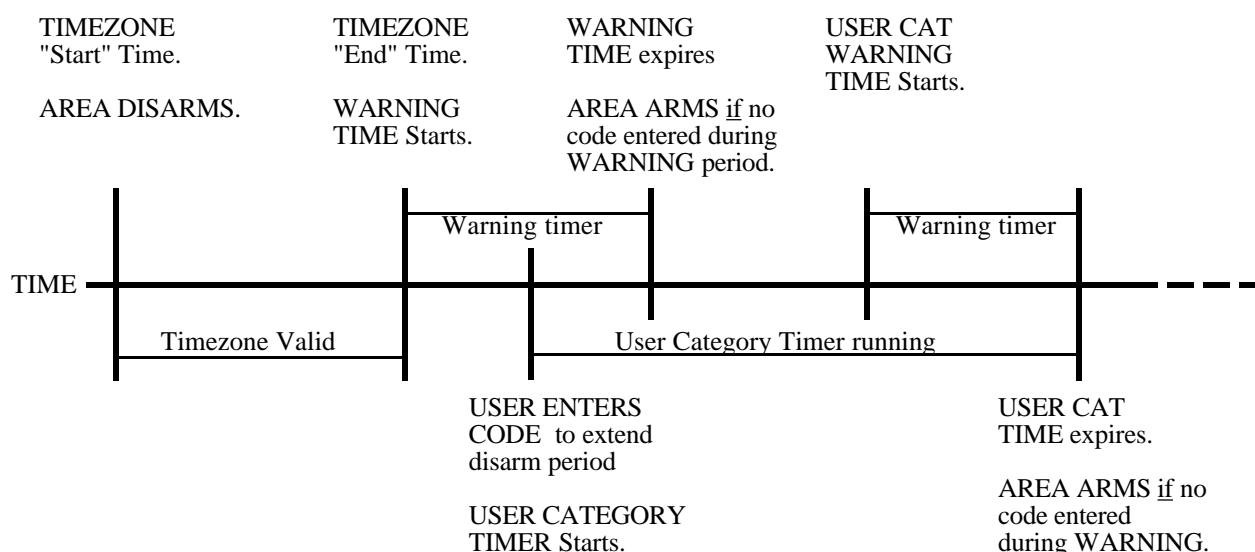 TIMEZONE
"Start" Time.
AREA DISARMS.
TIMEZONE
"End" Time.
WARNING
TIME Starts.
WARNING
TIME expires
AREA ARMS if no
code entered during
WARNING period.
USER CAT
WARNING
TIME Starts.
Warning timer
Warning timer
TIME
Timezone Valid
User Category Timer running
USER ENTERS
CODE to extend
disarm period
USER CATEGORY
TIMER Starts.
USER CAT
TIME expires.
AREA ARMS if no
code entered
during WARNING.